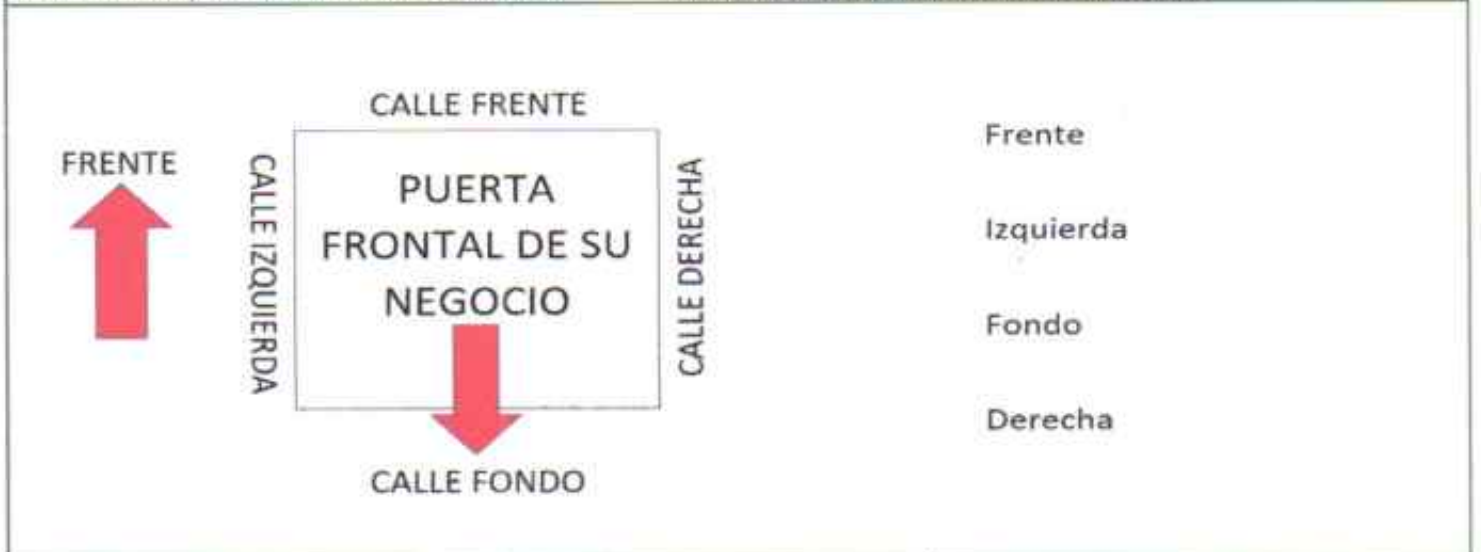 CALLE FRENTE
FRENTE
CALLE IZQUIERDA
PUERTA
FRONTAL DE SU
NEGOCIO
CALLE DERECHA
CALLE FONDO
Frente
Izquierda
Fondo
Derecha